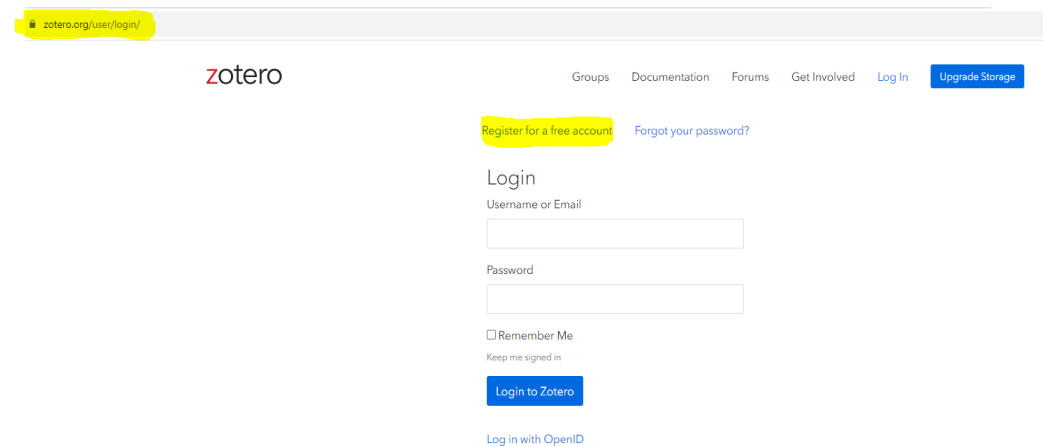 zotero.org/user/login/
zotero Groups Documentation Forums Get Involved Log In Upgrade Storage
Register for a free account Forgot your password?
Login
Username or Email
Password
Remember Me
Keep me signed in
Login to Zotero
Log in with OpenID